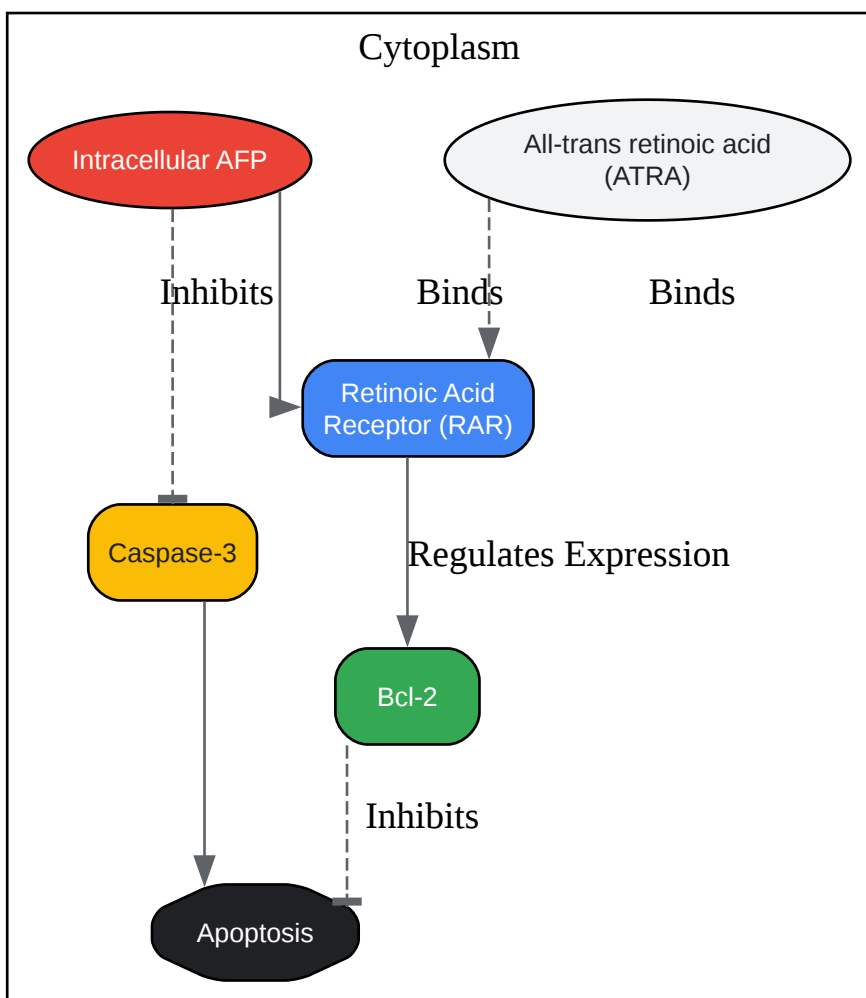 Cytoplasm
Intracellular AFP
All-trans retinoic acid
(ATRA)
Inhibits
Binds
Binds
Retinoic Acid
Receptor (RAR)
Caspase-3
Regulates Expression
Bcl-2
Inhibits
Apoptosis